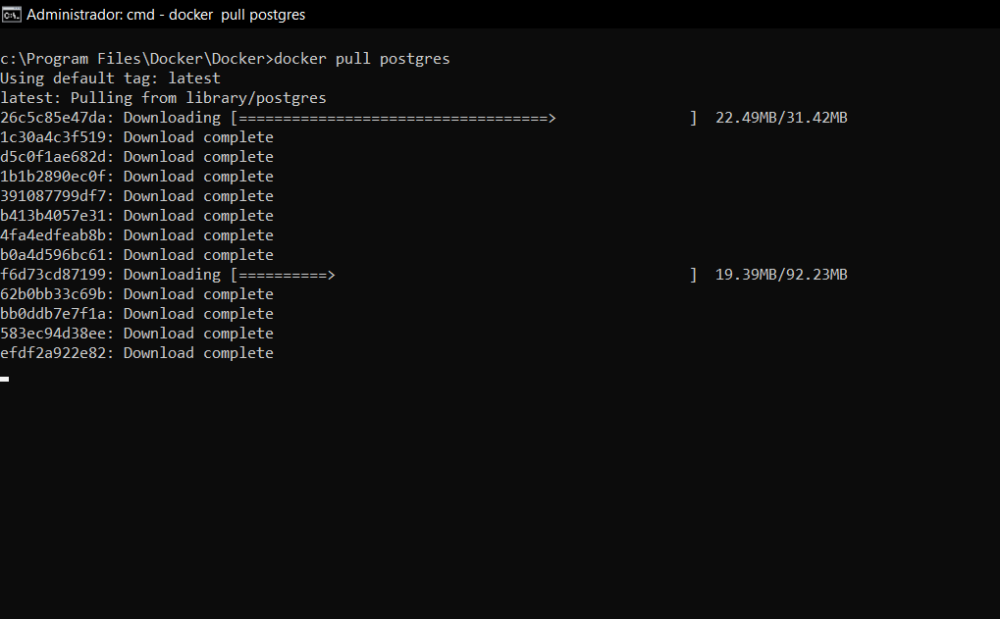 Administrador: cmd - docker  pull postgres
c:\Program Files\Docker\Docker>docker pull postgres
Using default tag: latest
latest: Pulling from library/postgres
26c5c85e47da: Downloading [===================================>               ]  22.49MB/31.42MB
1c30a4c3f519: Download complete
d5c0f1ae682d: Download complete
1b1b2890ec0f: Download complete
391087799df7: Download complete
b413b4057e31: Download complete
4fa4edfeab8b: Download complete
b0a4d596bc61: Download complete
f6d73cd87199: Downloading [==========>                                        ]  19.39MB/92.23MB
62b0bb33c69b: Download complete
bb0ddb7e7f1a: Download complete
583ec94d38ee: Download complete
efdf2a922e82: Download complete